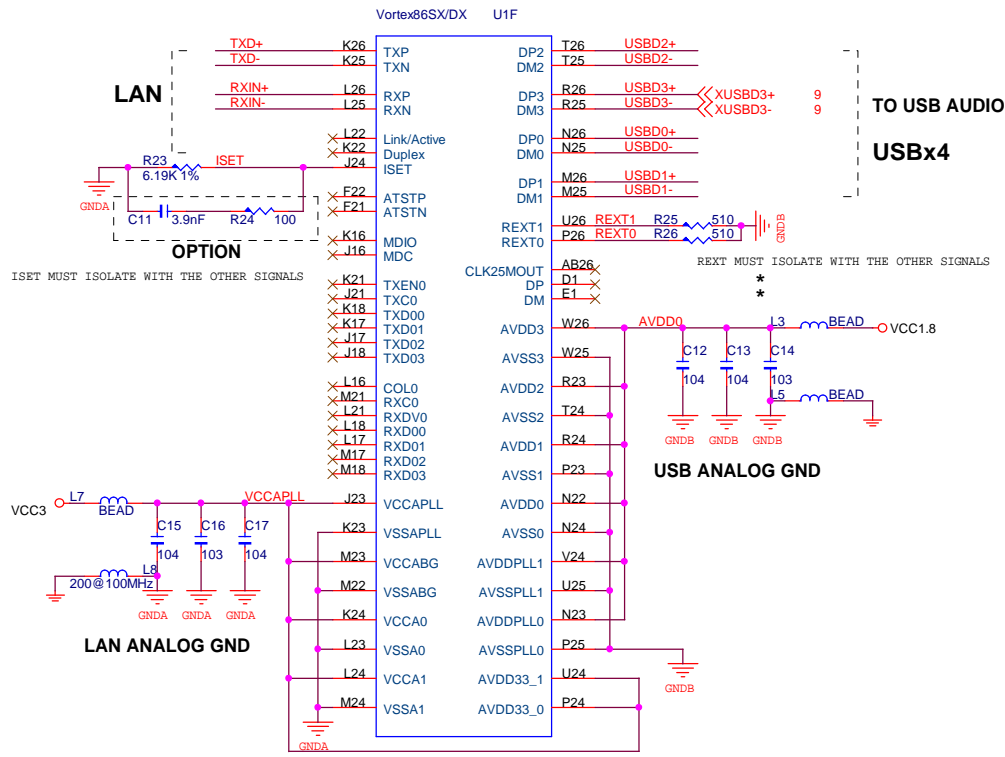 Vortex86SX/DX U1F
TXD+ K26 TXP DP2 T26 USBD2+
TXD- K25 TXN DM2 T25 USBD2-
LAN
RXIN+ L26 RXP DP3 R26 USBD3+ XUSBD3+ 9
RXIN- L25 RXN DM3 R25 USBD3- XUSBD3- 9
TO USB AUDIO
L22 Link/Active DP0 N26 USBD0+
K22 Duplex DM0 N25 USBD0-
USBx4
R23 ISET J24 ISET
6.19K 1%
GNDA
DP1 M26 USBD1+
F22 ATSTP DM1 M25 USBD1-
F21 ATSTN
C11 3.9nF R24 100
OPTION
REXT1 U26 REXT1 R25 510
REXT0 P26 REXT0 R26 510
GNDB
K16 MDIO
J16 MDC
ISET MUST ISOLATE WITH THE OTHER SIGNALS
REXT MUST ISOLATE WITH THE OTHER SIGNALS
*
*
CLK25MOUT AB26
K21 TXEN0 DP D1
J21 TXC0 DM E1
K18 TXD00
K17 TXD01 AVDD3 W26 AVDD0 L3 BEAD VCC1.8
J17 TXD02
J18 TXD03 AVSS3 W25
C12 C13 C14
104 104 103
L16 COL0 AVDD2 R23
M21 RXC0
L5 BEAD
L21 RXDV0 AVSS2 T24
GNDB GNDB GNDB
L18 RXD00
L17 RXD01 AVDD1 R24
M17 RXD02
M18 RXD03 AVSS1 P23
USB ANALOG GND
VCC3 L7 BEAD VCCAPLL J23 VCCAPLL AVDD0 N22
C15 C16 C17
104 103 104
K23 VSSAPLL AVSS0 N24
M23 VCCABG AVDDPLL1 V24
L8
200@100MHz
M22 VSSABG AVSSPLL1 U25
GNDA GNDA GNDA
K24 VCCA0 AVDDPLL0 N23
LAN ANALOG GND
L23 VSSA0 AVSSPLL0 P25
L24 VCCA1 AVDD33_1 U24
GNDB
M24 VSSA1 AVDD33_0 P24
GNDA